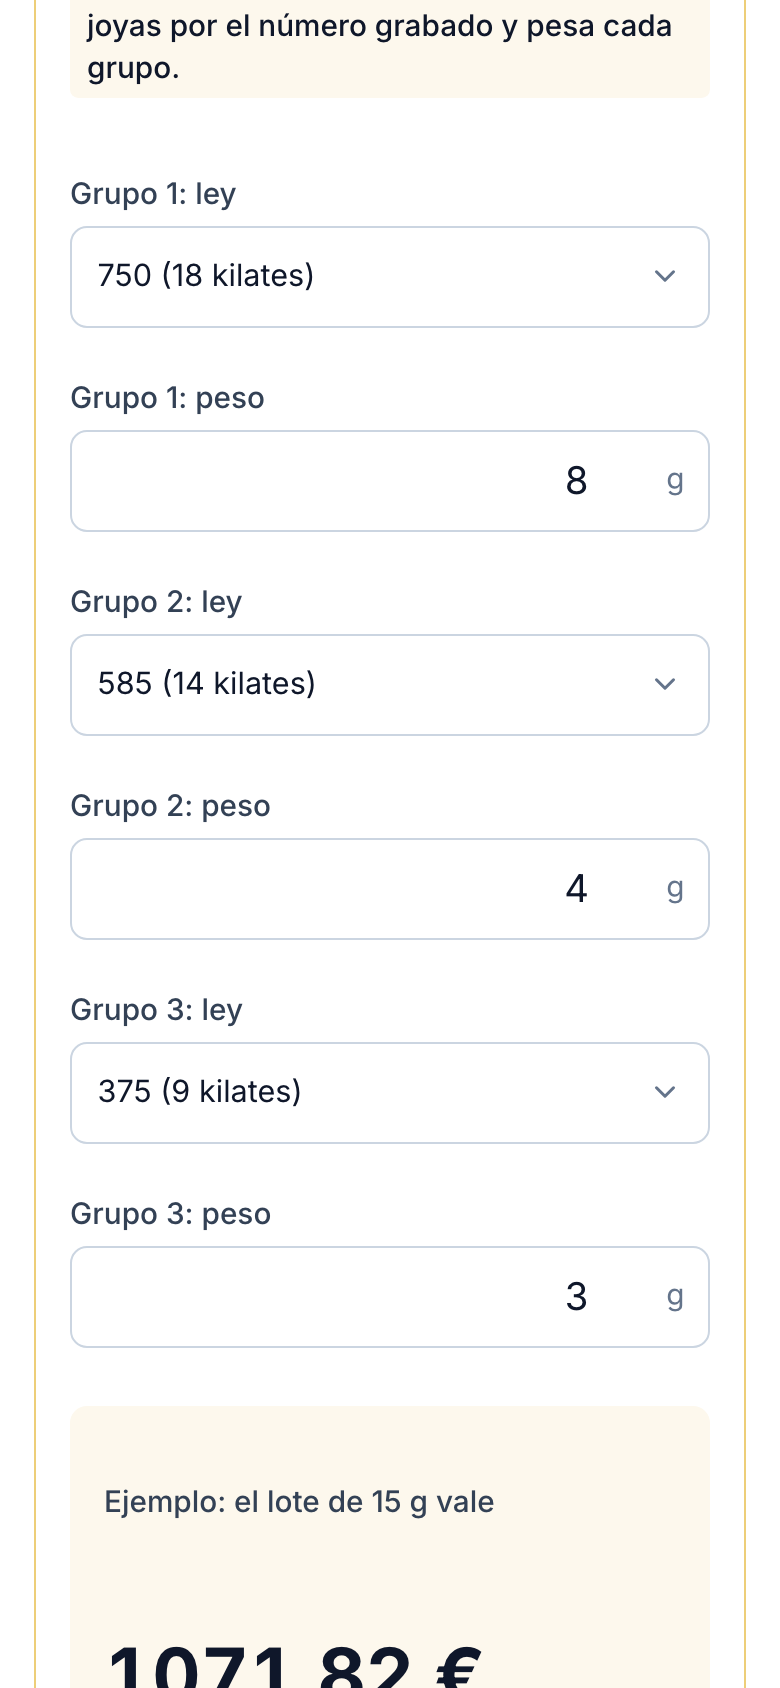 joyas por el número grabado y pesa cada
grupo.
Grupo 1: ley
750 (18 kilates)
Grupo 1: peso
8 g
Grupo 2: ley
585 (14 kilates)
Grupo 2: peso
4 g
Grupo 3: ley
375 (9 kilates)
Grupo 3: peso
3 g
Ejemplo: el lote de 15 g vale
1071,82 €